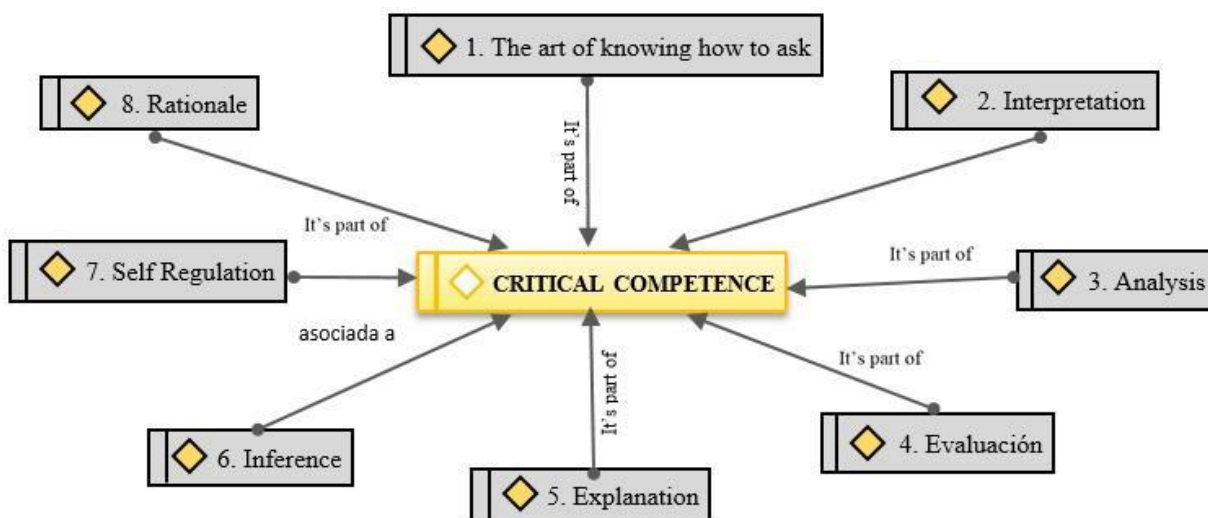 1. The art of knowing how to ask
8. Rationale
2. Interpretation
It's part of
It's part of
7. Self Regulation
CRITICAL COMPETENCE
It's part of
3. Analysis
asociada a
It's part of
It's part of
6. Inference
5. Explanation
4. Evaluación